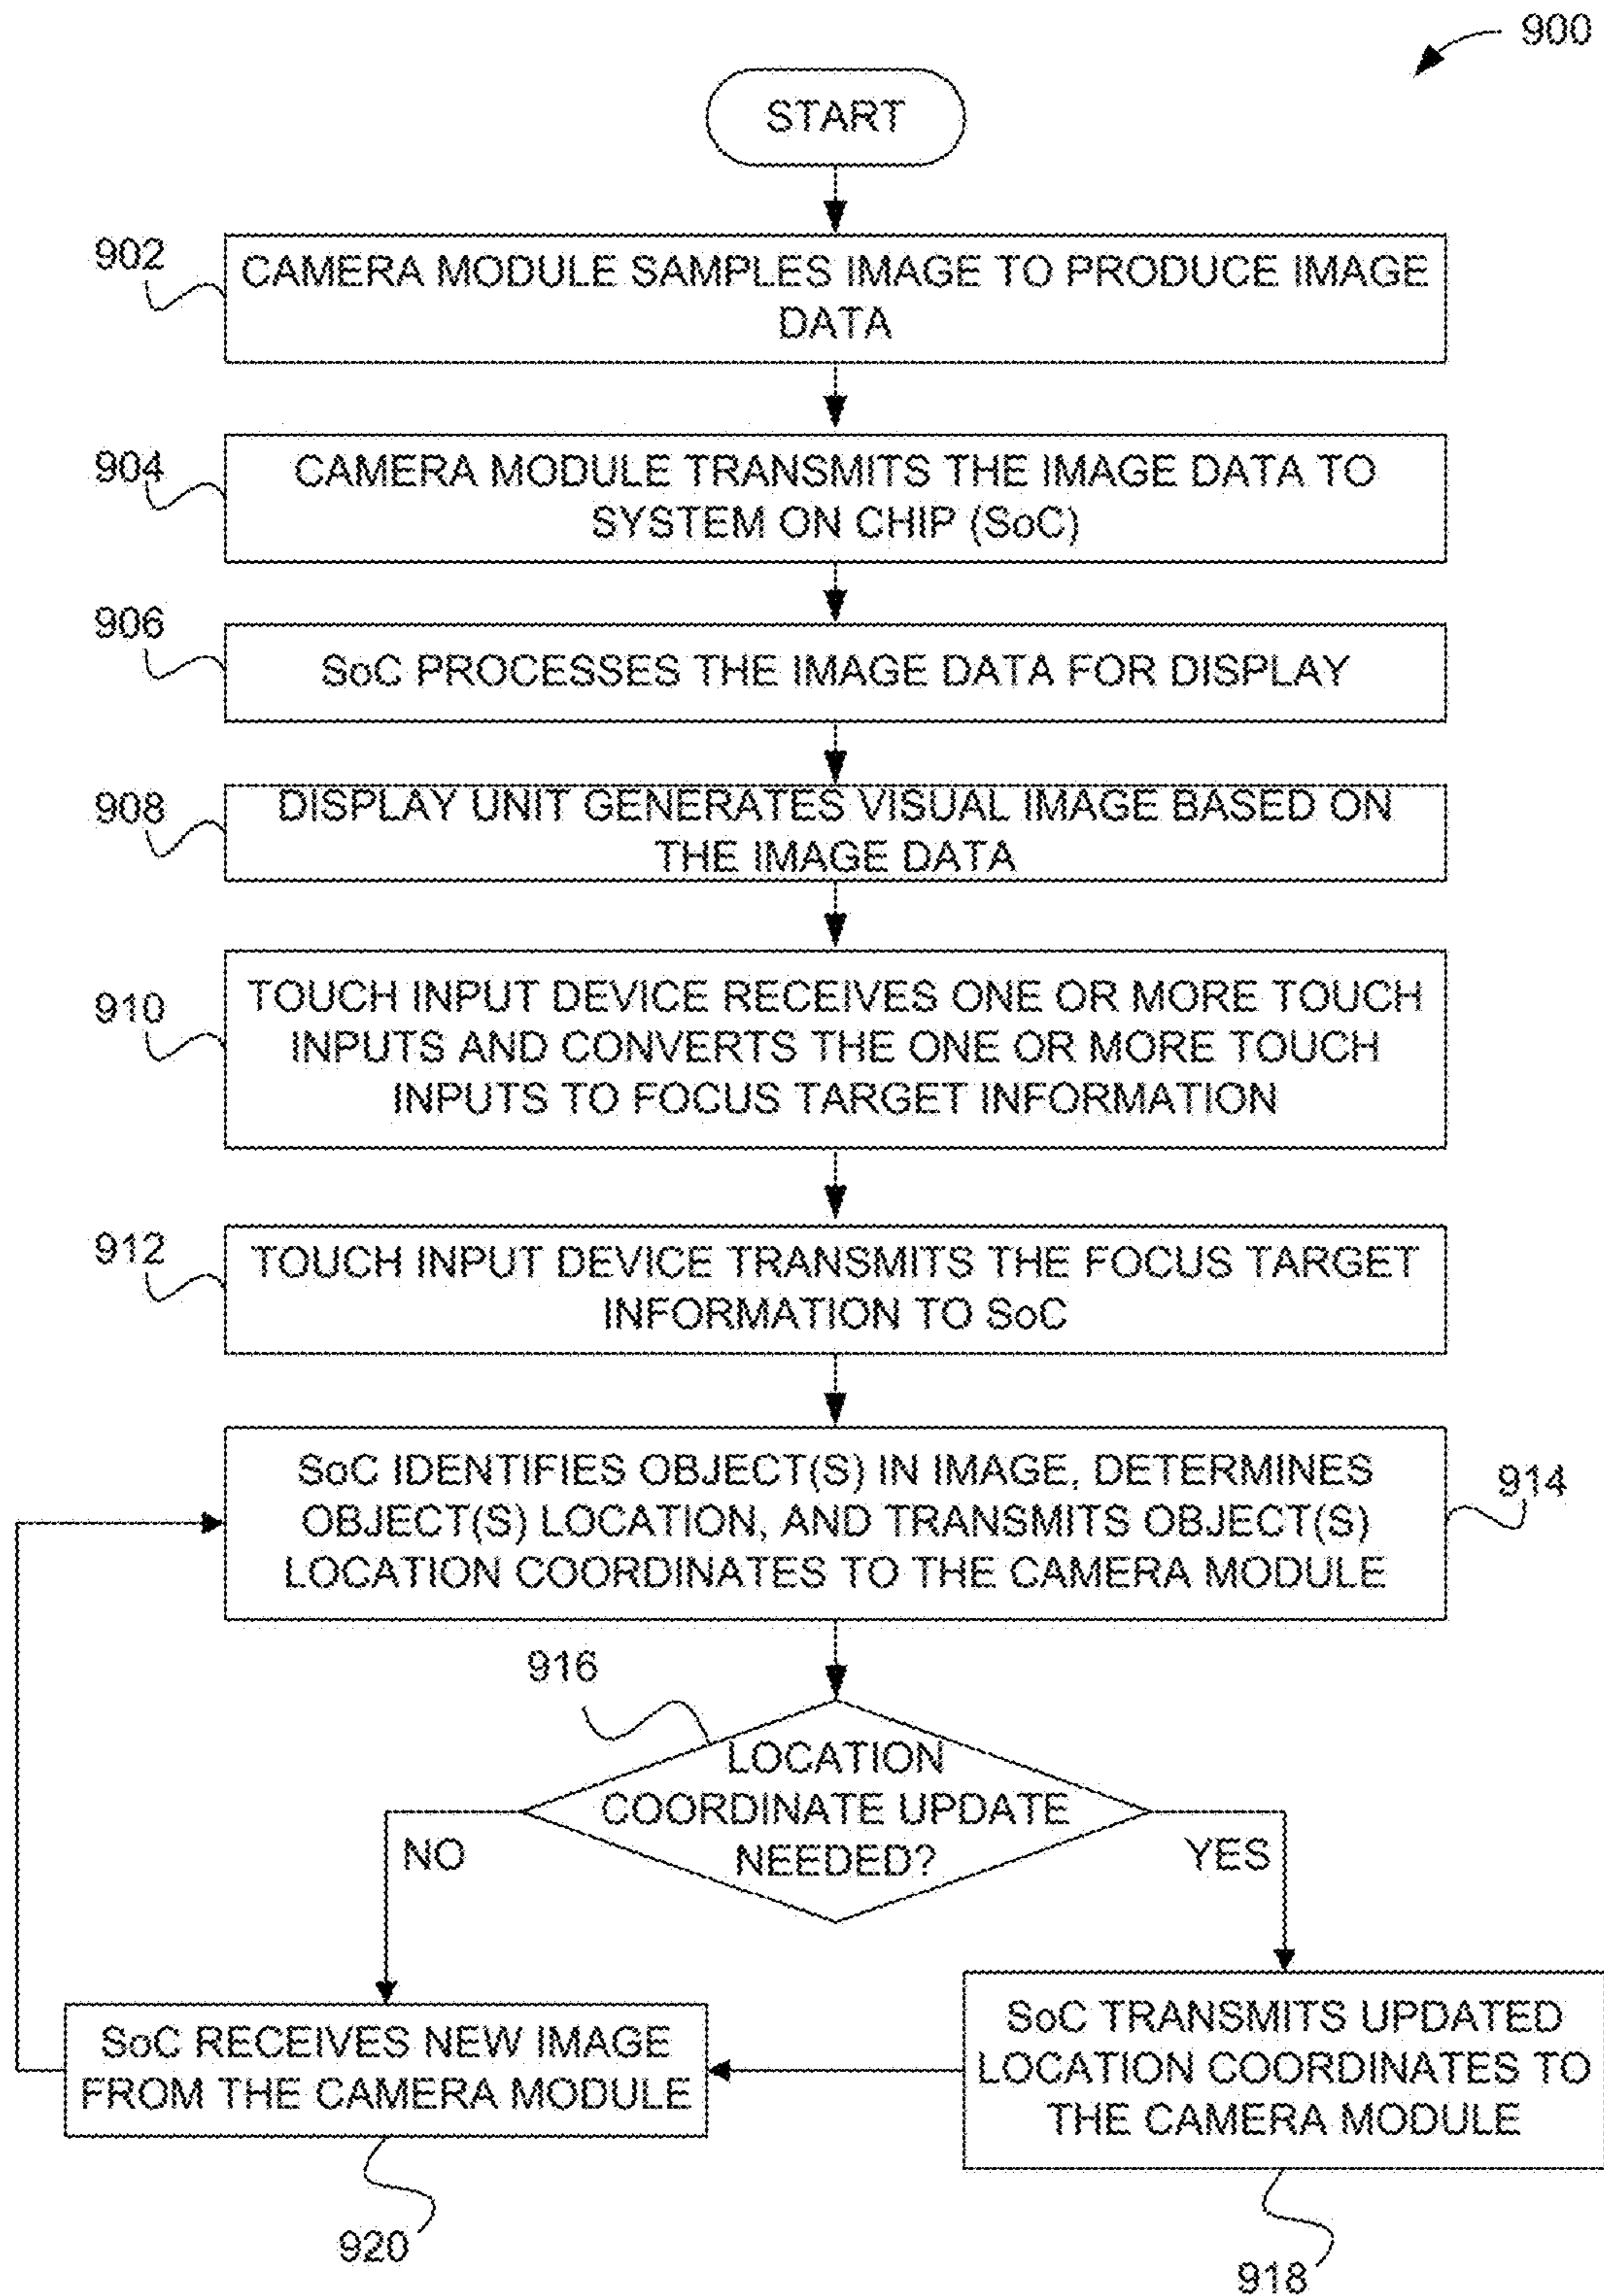 900
START
902
CAMERA MODULE SAMPLES IMAGE TO PRODUCE IMAGE
DATA
904
CAMERA MODULE TRANSMITS THE IMAGE DATA TO
SYSTEM ON CHIP (SoC)
906
SoC PROCESSES THE IMAGE DATA FOR DISPLAY
908
DISPLAY UNIT GENERATES VISUAL IMAGE BASED ON
THE IMAGE DATA
910
TOUCH INPUT DEVICE RECEIVES ONE OR MORE TOUCH
INPUTS AND CONVERTS THE ONE OR MORE TOUCH
INPUTS TO FOCUS TARGET INFORMATION
912
TOUCH INPUT DEVICE TRANSMITS THE FOCUS TARGET
INFORMATION TO SoC
914
SoC IDENTIFIES OBJECT(S) IN IMAGE, DETERMINES
OBJECT(S) LOCATION, AND TRANSMITS OBJECT(S)
LOCATION COORDINATES TO THE CAMERA MODULE
916
LOCATION
COORDINATE UPDATE
NEEDED?
NO
YES
SoC RECEIVES NEW IMAGE
FROM THE CAMERA MODULE
920
SoC TRANSMITS UPDATED
LOCATION COORDINATES TO
THE CAMERA MODULE
918